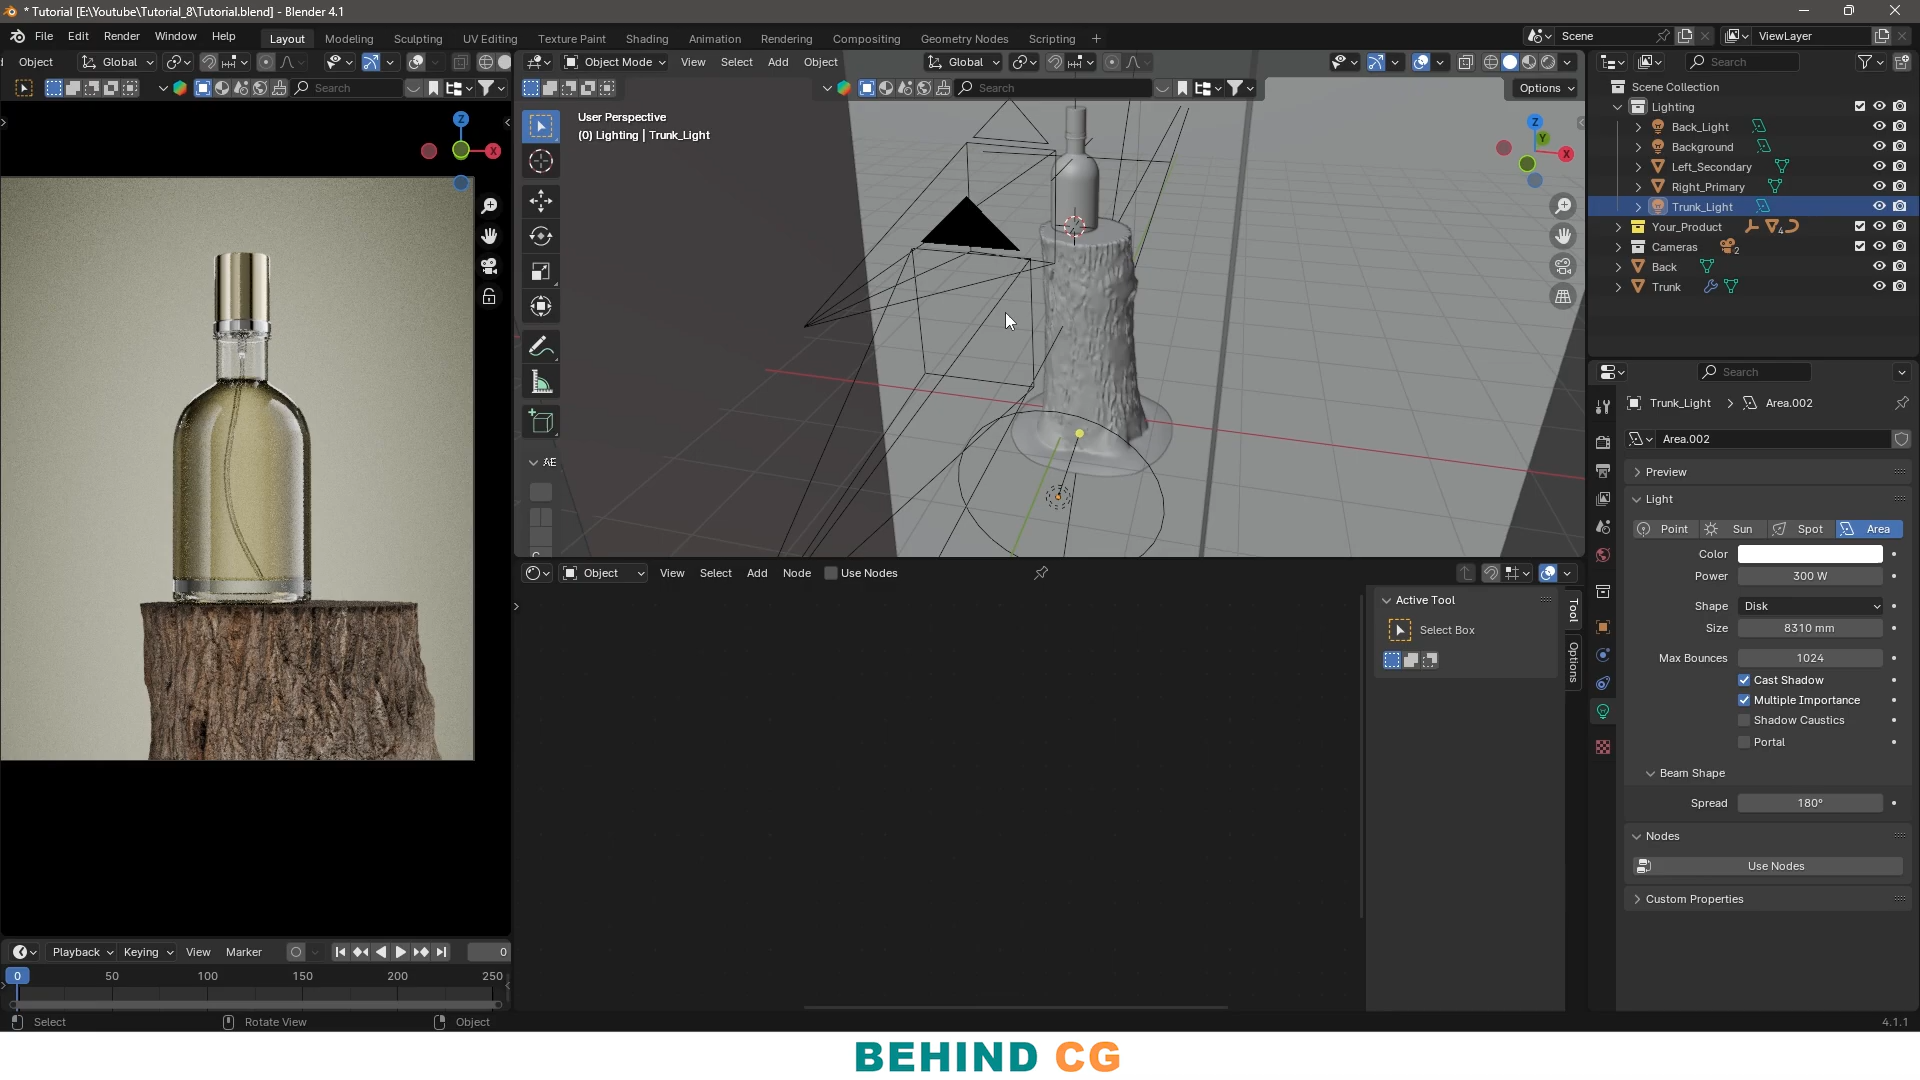 * Tutorial [E:\Youtube\Tutorial_8\Tutorial.blend] - Blender 4.1
File Edit Render Window Help Layout Modeling Sculpting UV Editing Texture Paint Shading Animation Rendering Compositing Geometry Nodes Scripting + Scene ViewLayer
Object Global
Search
Z
X
Playback Keying View Marker 0
0 50 100 150 200 250
Object Mode View Select Add Object Global
Search Options
User Perspective
(0) Lighting | Trunk_Light
Z
Y
X
AE
Object View Select Add Node Use Nodes
Active Tool
Select Box
Tool
Options
Search
Scene Collection
Lighting
Back_Light
Background
Left_Secondary
Right_Primary
Trunk_Light
Your_Product 4
Cameras 2
Back
Trunk
Search
Trunk_Light > Area.002
Area.002
Preview
Light
Point Sun Spot Area
Color
Power 300 W
Shape Disk
Size 8310 mm
Max Bounces 1024
Cast Shadow
Multiple Importance
Shadow Caustics
Portal
Beam Shape
Spread 180°
Nodes
Use Nodes
Custom Properties
Select Rotate View Object 4.1.1
BEHIND CG